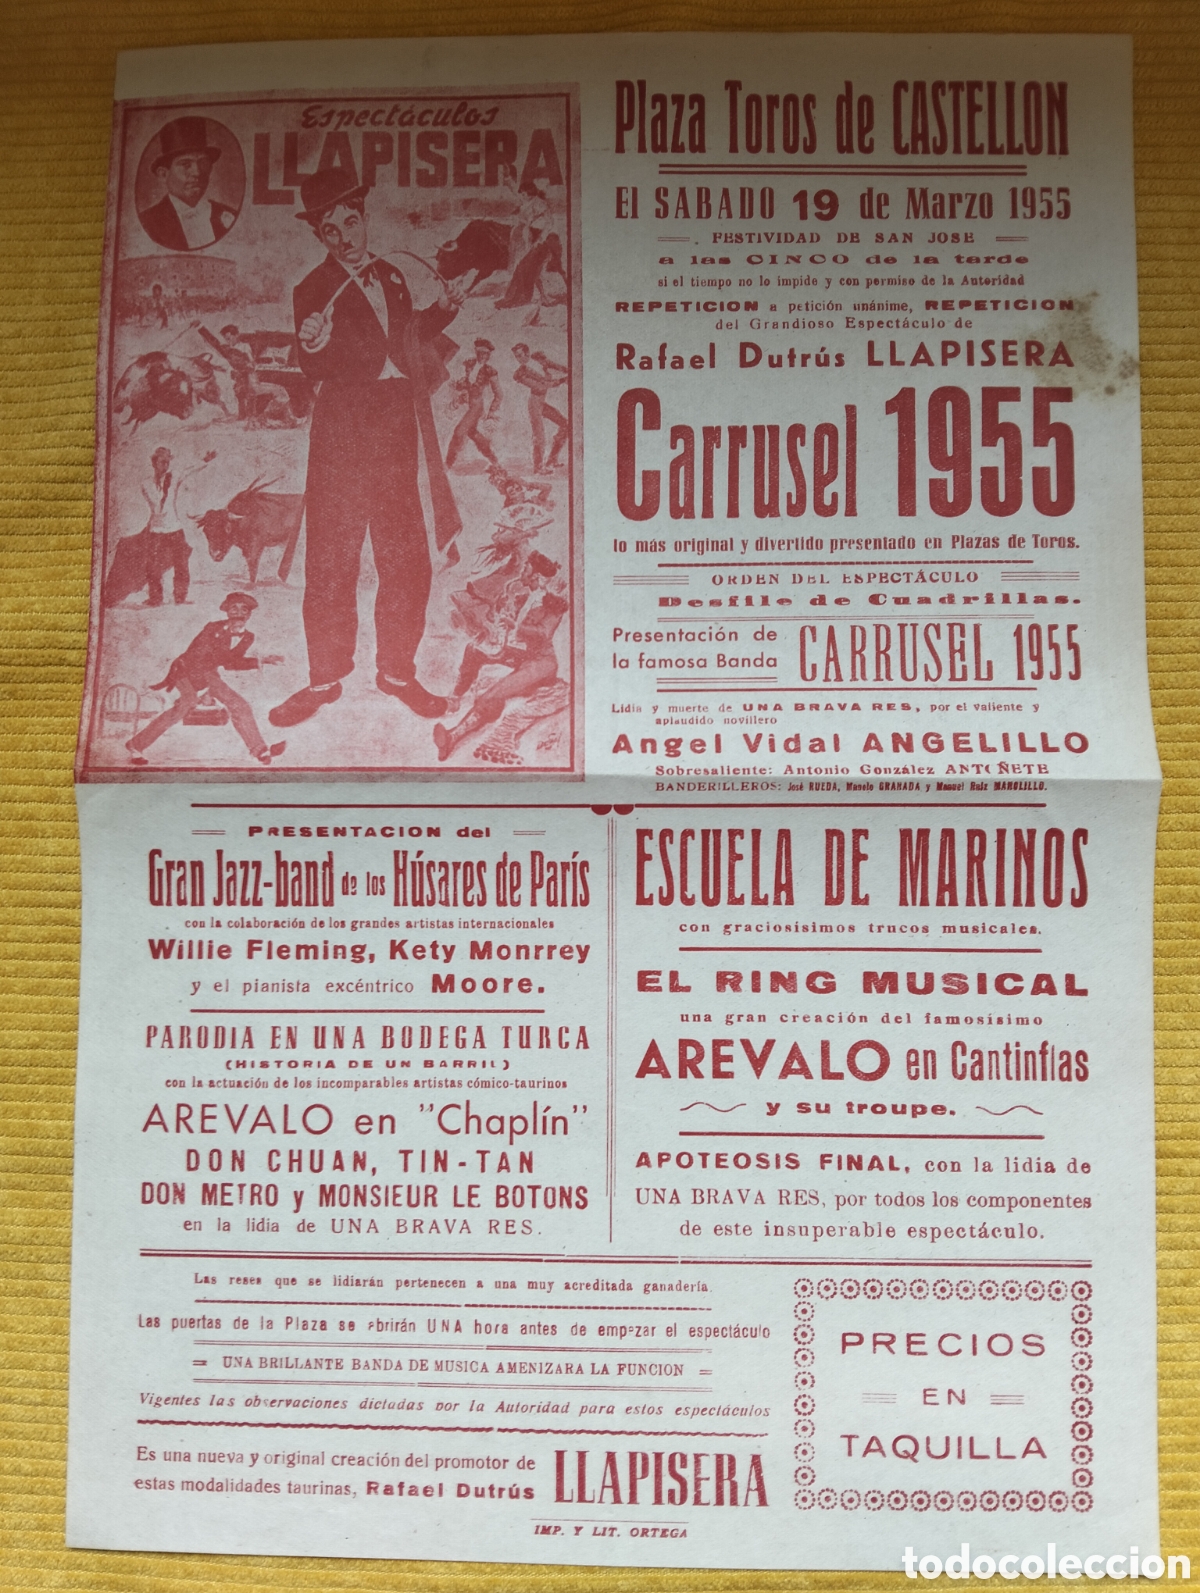 Espectáculos
LLAPISERA
Plaza Toros de CASTELLON
El SABADO 19 de Marzo 1955
FESTIVIDAD DE SAN JOSE
a las CINCO de la tarde
si el tiempo no lo impide y con permiso de la Autoridad
REPETICION a petición unánime, REPETICION
del Grandioso Espectáculo de
Rafael Dutrús LLAPISERA
Carrusel 1955
lo más original y divertido presentado en Plazas de Toros.
ORDEN DEL ESPECTÁCULO
Desfile de Cuadrillas.
Presentación de
la famosa Banda
CARRUSEL 1955
Lidia y muerte de UNA BRAVA RES, por el valiente y
aplaudido novillero
Angel Vidal ANGELILLO
Sobresaliente: Antonio González ANTOÑETE
BANDERILLEROS: José RUEDA, Manolo GRANADA y Manuel Ruiz MANOLILLO.
PRESENTACION del
Gran Jazz-band de los Húsares de París
con la colaboración de los grandes artistas internacionales
Willie Fleming, Kety Monrrey
y el pianista excéntrico Moore.
PARODIA EN UNA BODEGA TURCA
(HISTORIA DE UN BARRIL)
con la actuación de los incomparables artistas cómico-taurinos
AREVALO en "Chaplín"
DON CHUAN, TIN-TAN
DON METRO y MONSIEUR LE BOTONS
en la lidia de UNA BRAVA RES.
ESCUELA DE MARINOS
con graciosisimos trucos musicales.
EL RING MUSICAL
una gran creación del famosísimo
AREVALO en Cantinflas
y su troupe.
APOTEOSIS FINAL, con la lidia de
UNA BRAVA RES, por todos los componentes
de este insuperable espectáculo.
Las reses que se lidiarán pertenecen a una muy acreditada ganadería.
Las puertas de la Plaza se abrirán UNA hora antes de empezar el espectáculo
= UNA BRILLANTE BANDA DE MUSICA AMENIZARA LA FUNCION =
Vigentes las observaciones dictadas por la Autoridad para estos espectáculos
Es una nueva y original creación del promotor de
estas modalidades taurinas, Rafael Dutrús
LLAPISERA
PRECIOS
EN
TAQUILLA
IMP. Y LIT. ORTEGA
todocoleccion